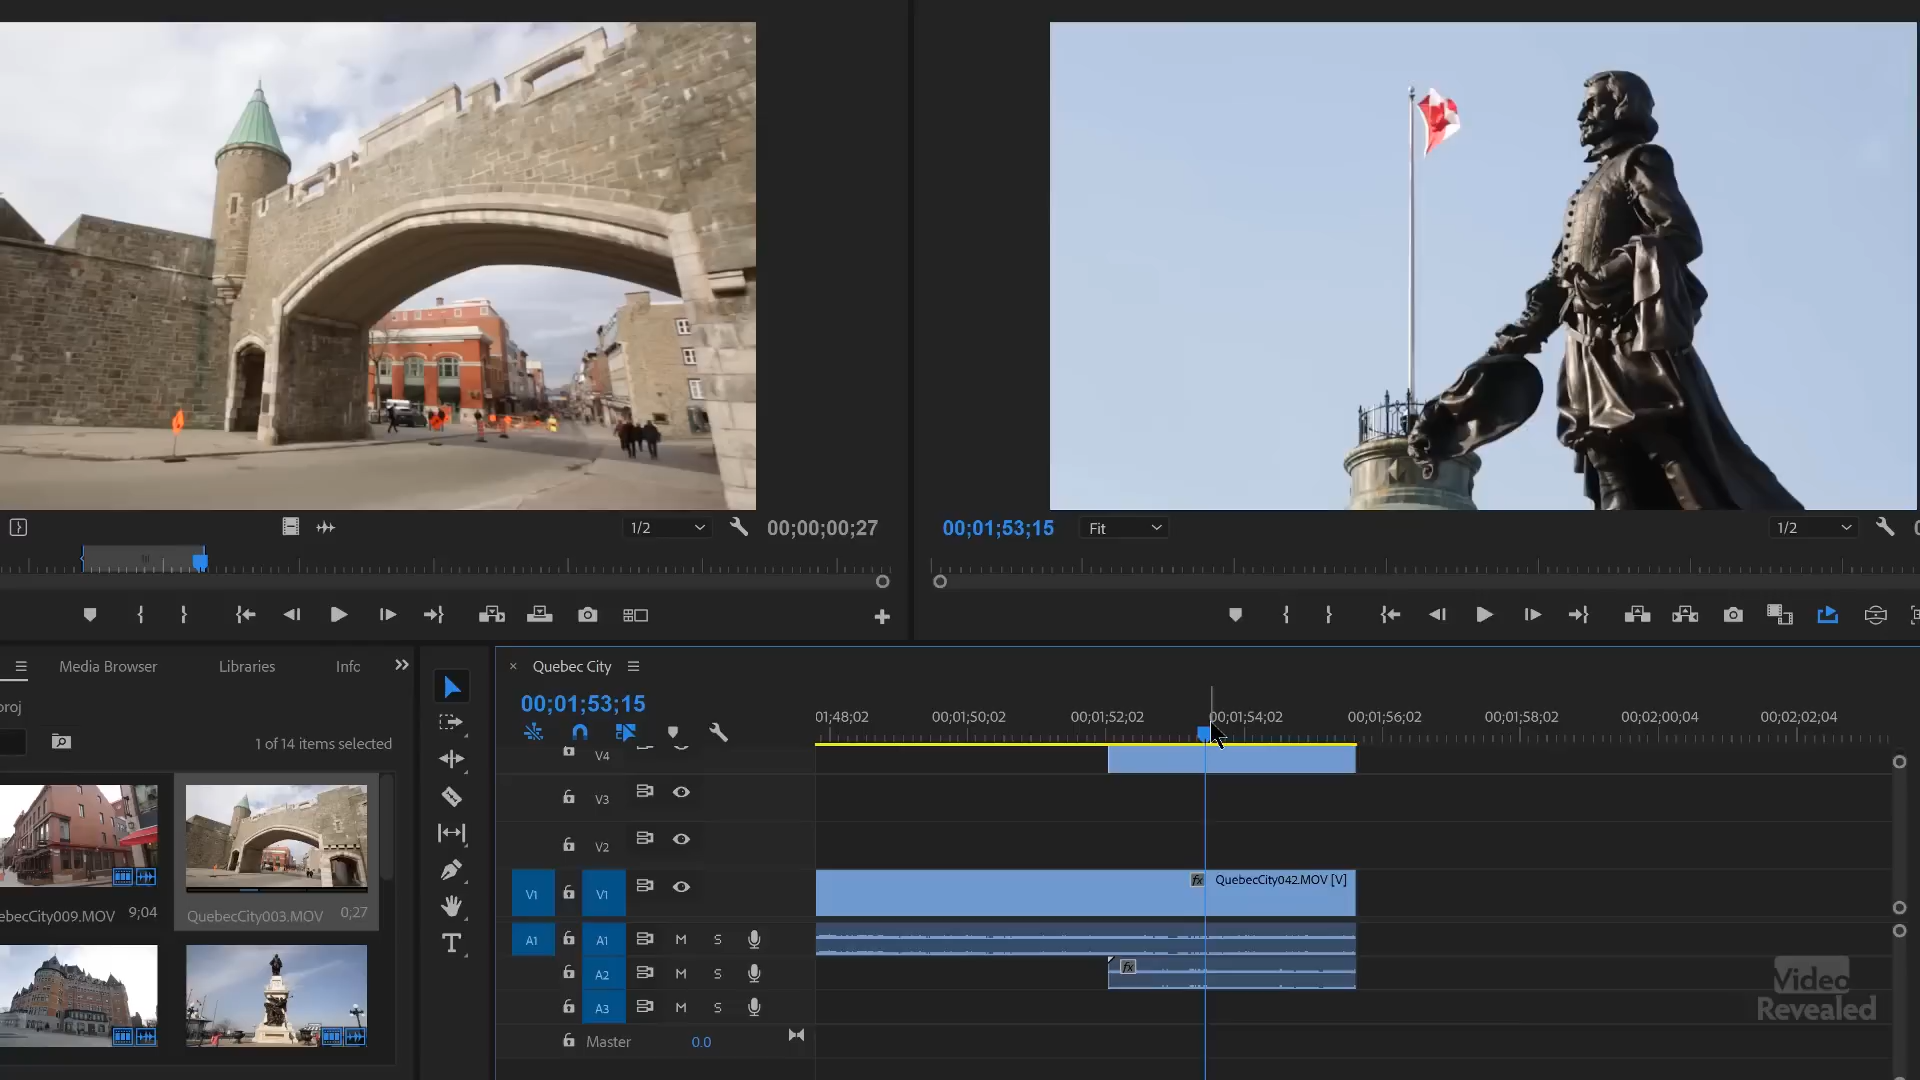 1/2
00;00;00;27
00;01;53;15
Fit
1/2
Media Browser
Libraries
Infc
Quebec City
00;01;53;15
01;48;02
00;01;50;02
00;01;52;02
00;01;54;02
00;01;56;02
00;01;58;02
00;02;00;04
00;02;02;04
roj
1 of 14 items selected
V4
V3
V2
V1
V1
fx QuebecCity042.MOV [V]
ebecCity009.MOV
9;04
QuebecCity003.MOV
0;27
A1
A1
M
S
A2
M
S
fx
A3
M
S
Master
0.0
Video
Revealed